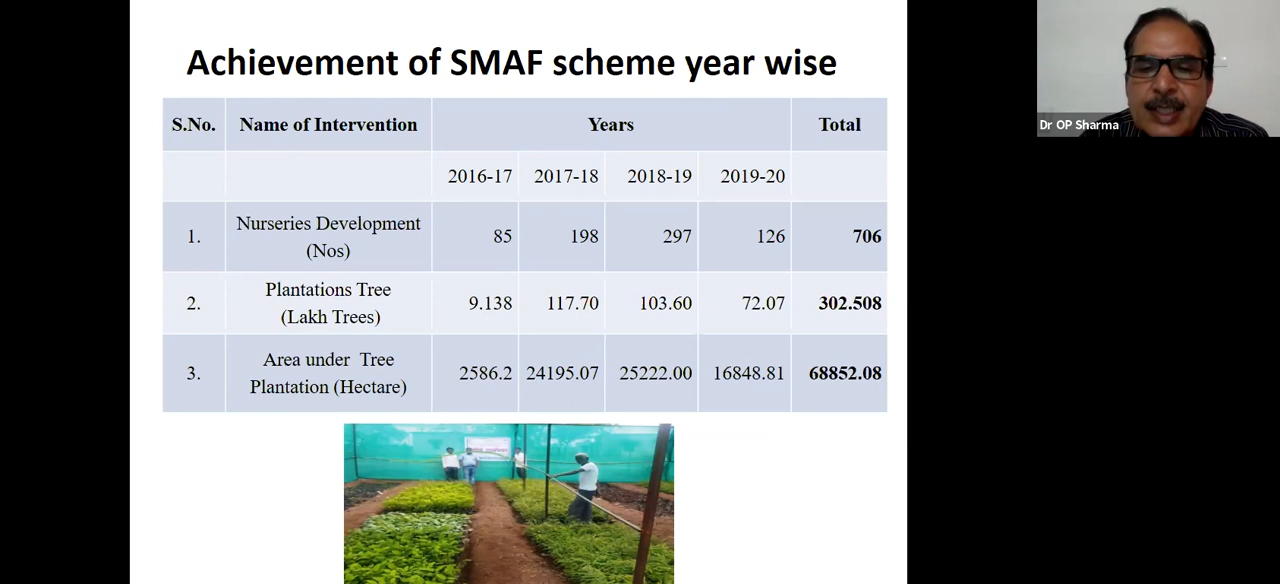 Achievement of SMAF scheme year wise
S.No. Name of Intervention Years Total
2016-17 2017-18 2018-19 2019-20
1. Nurseries Development (Nos) 85 198 297 126 706
2. Plantations Tree (Lakh Trees) 9.138 117.70 103.60 72.07 302.508
3. Area under Tree Plantation (Hectare) 2586.2 24195.07 25222.00 16848.81 68852.08
Dr OP Sharma